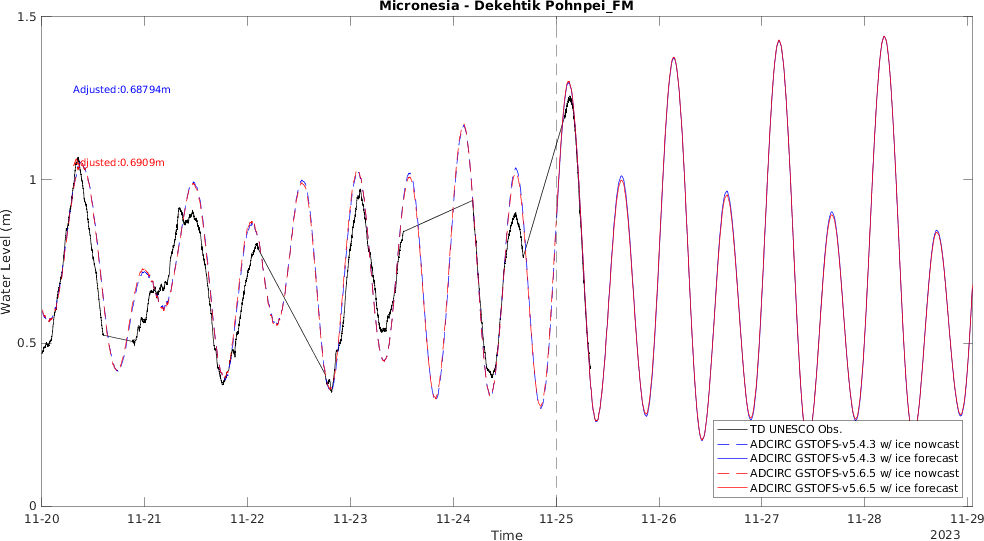 Micronesia - Dekehtik Pohnpei_FM
1.5
Adjusted:0.68794m
Adjusted:0.6909m
1
Water Level (m)
0.5
TD UNESCO Obs.
ADCIRC GSTOFS-v5.4.3 w/ ice nowcast
ADCIRC GSTOFS-v5.4.3 w/ ice forecast
ADCIRC GSTOFS-v5.6.5 w/ ice nowcast
ADCIRC GSTOFS-v5.6.5 w/ ice forecast
0
11-20 11-21 11-22 11-23 11-24 11-25 11-26 11-27 11-28 11-29
Time
2023